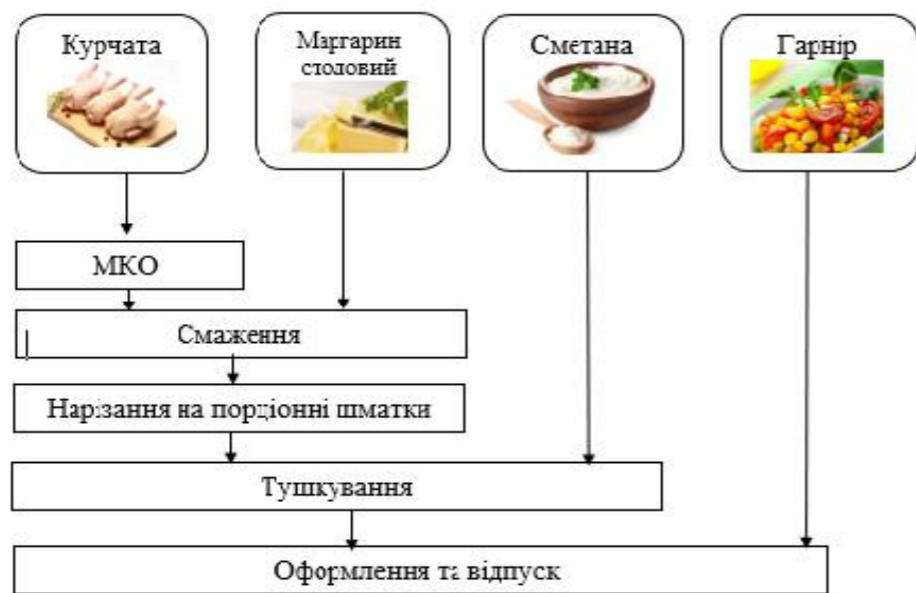 Курчата
Маргарин
столовий
Сметана
Гарнір
МКО
Смаження
Нарізання на порціонні шматки
Тушкування
Оформлення та відпуск